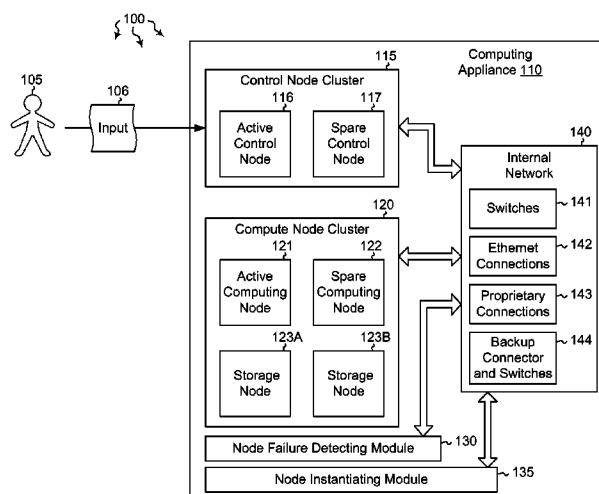 100
Computing
Appliance 110
105
106
Input
115
Control Node Cluster
116
117
Active
Control
Node
Spare
Control
Node
120
Compute Node Cluster
121
122
Active
Computing
Node
Spare
Computing
Node
123A
123B
Storage
Node
Storage
Node
140
Internal
Network
Switches
141
Ethernet
Connections
142
Proprietary
Connections
143
Backup
Connector
and Switches
144
Node Failure Detecting Module
130
Node Instantiating Module
135